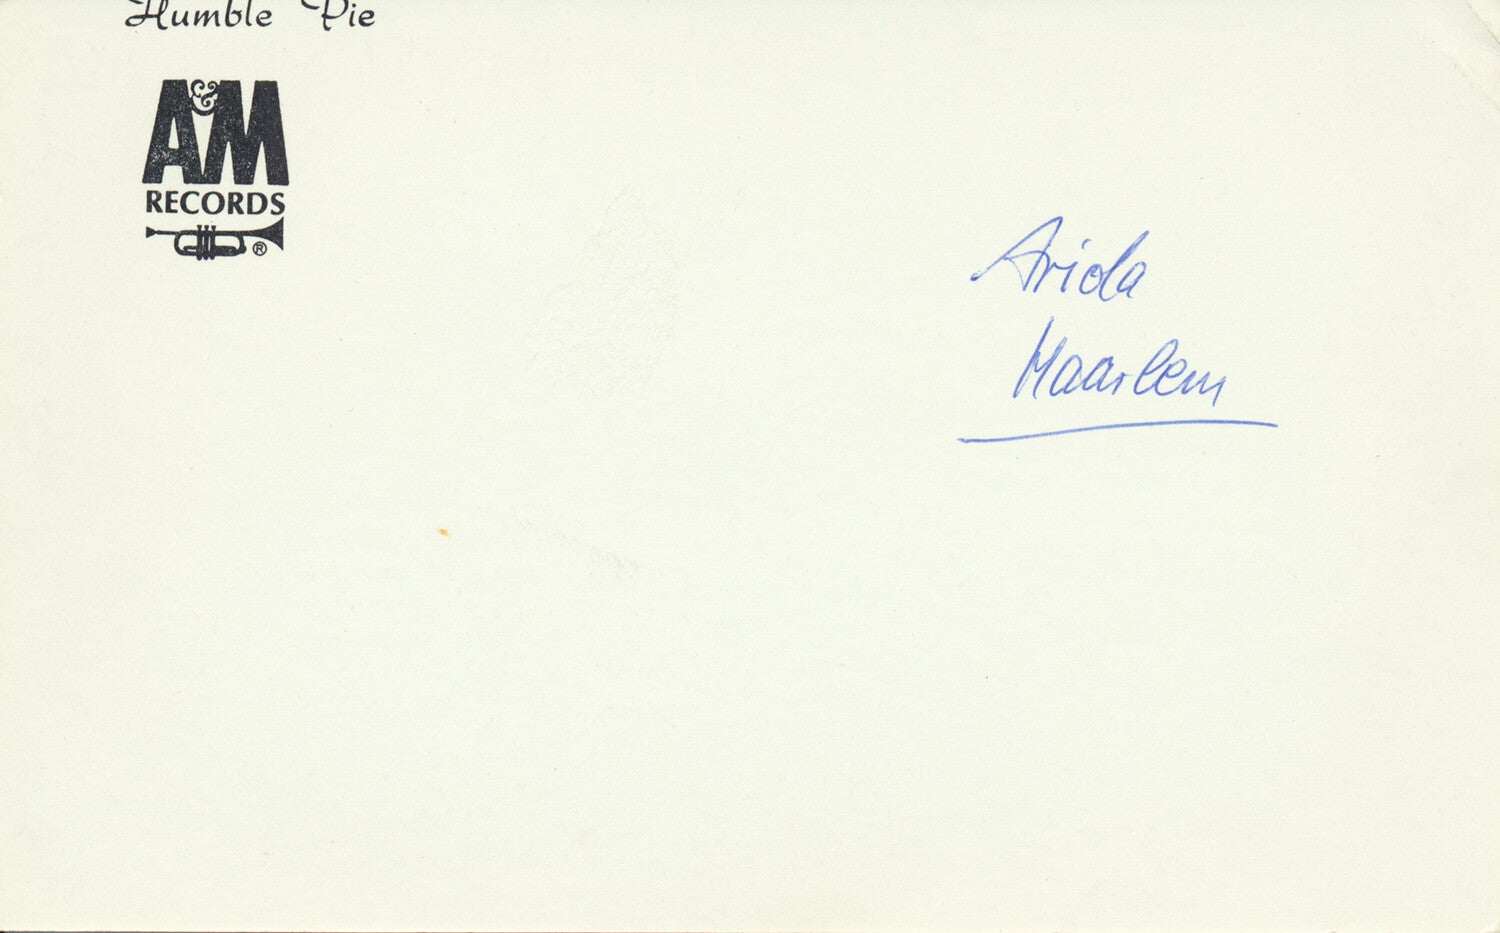 Humble Pie
A&M
RECORDS
®
Ariola
Haarlem